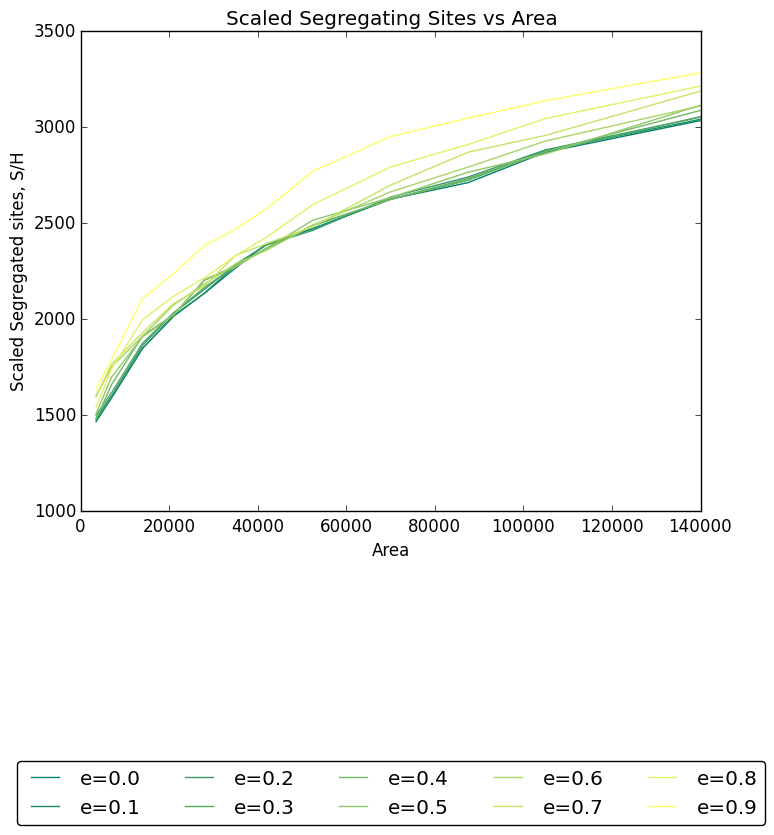 Scaled Segregating Sites vs Area
3500
3000
2500
2000
1500
1000
Scaled Segregated sites, S/H
0 20000 40000 60000 80000 100000 120000 140000
Area
e=0.0 e=0.2 e=0.4 e=0.6 e=0.8
e=0.1 e=0.3 e=0.5 e=0.7 e=0.9